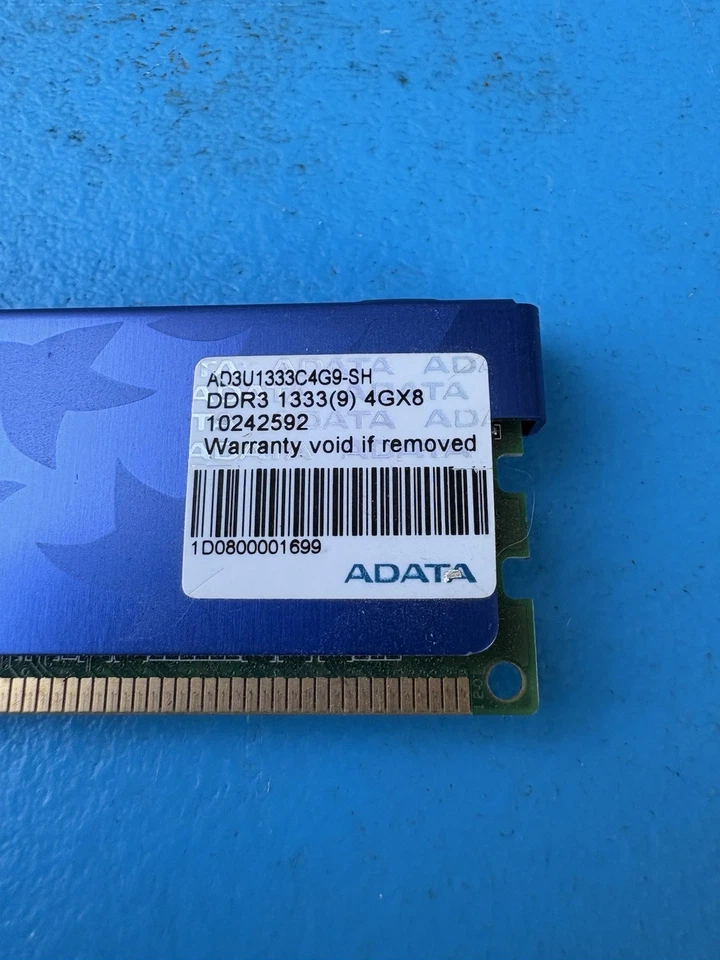 AD3U1333C4G9-SH
DDR3 1333(9) 4GX8
10242592
Warranty void if removed
1D0800001699
ADATA